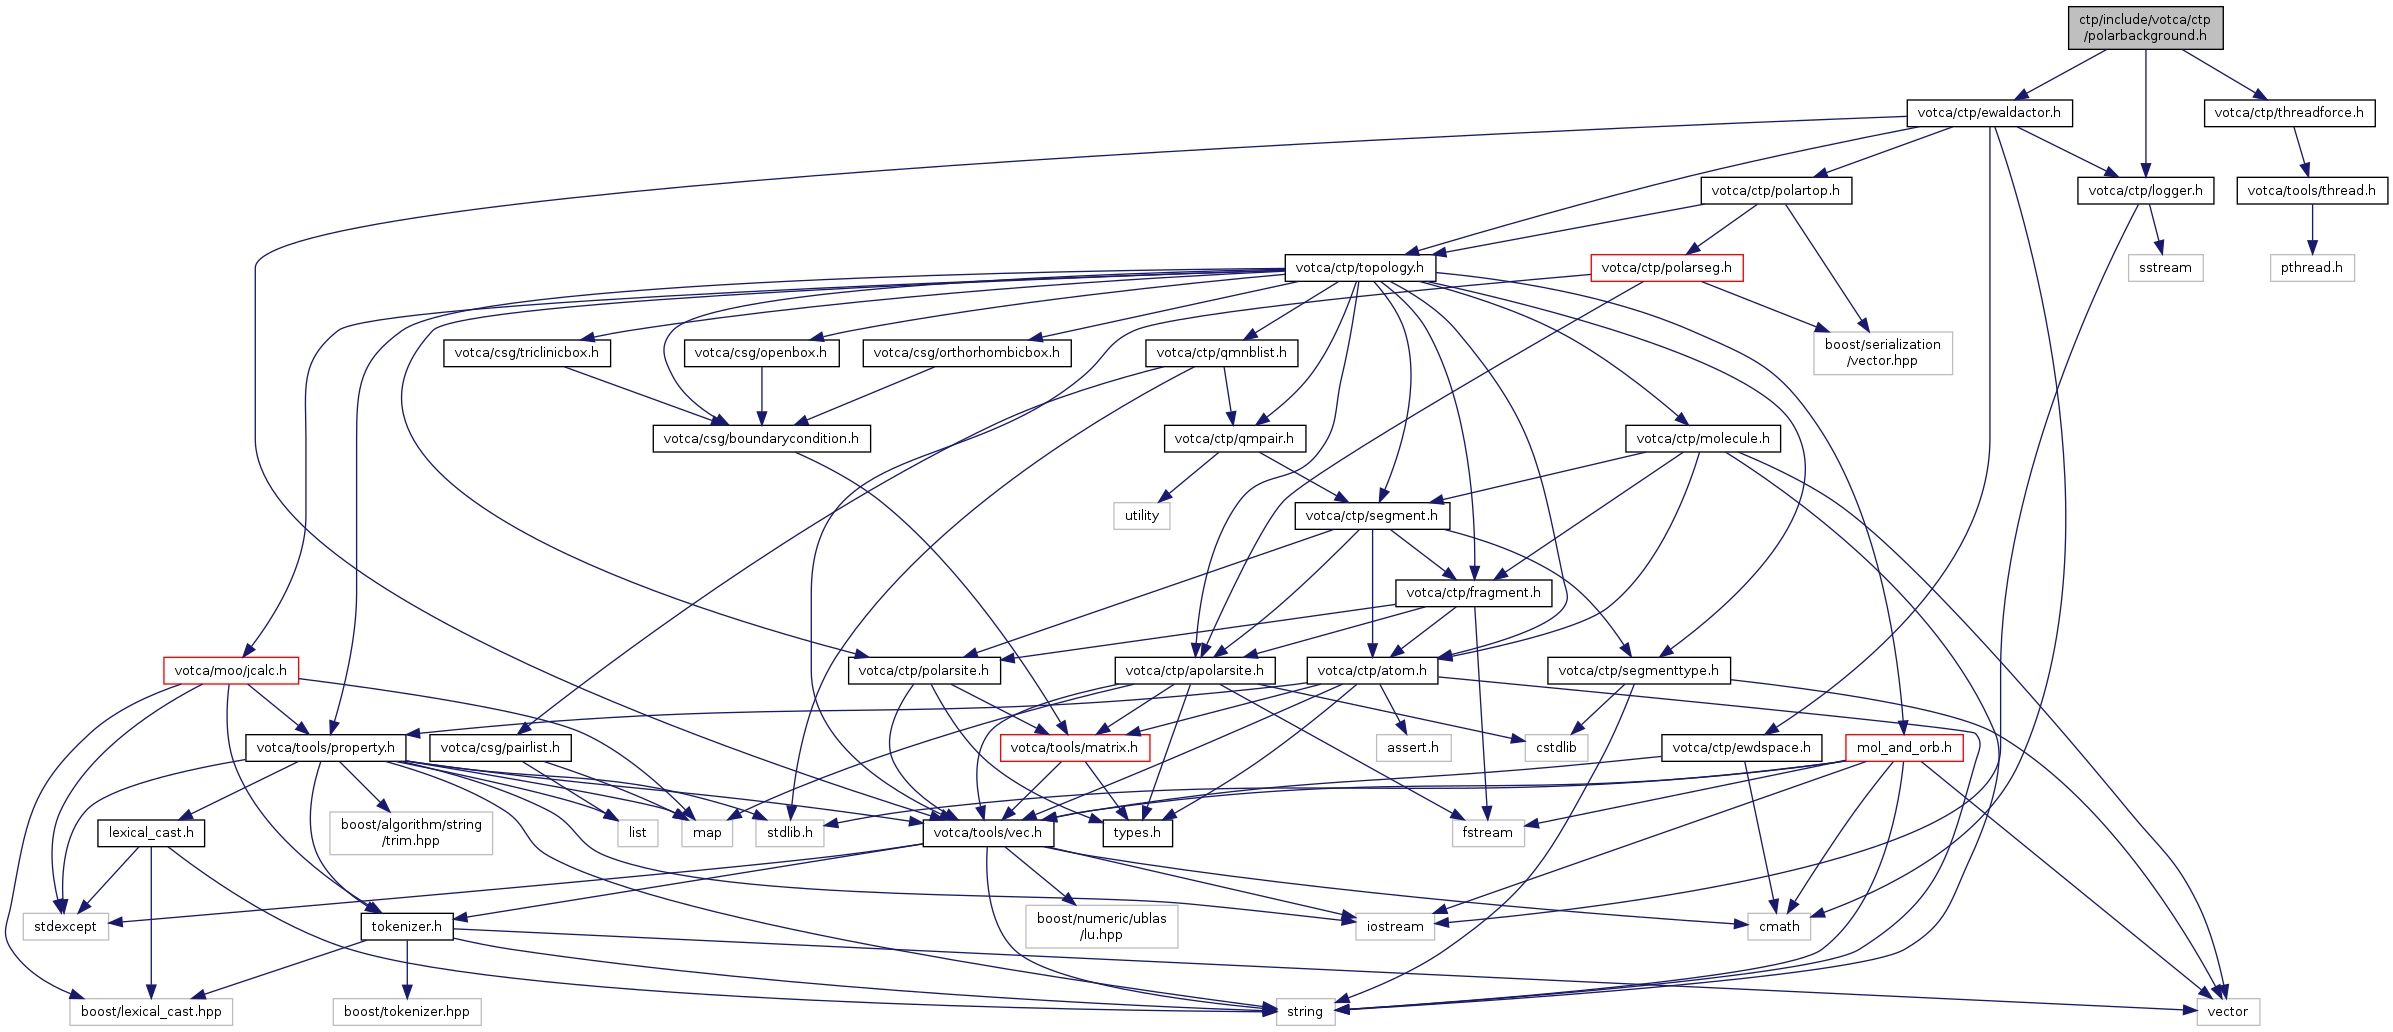 ctp/include/votca/ctp
/polarbackground.h
votca/ctp/ewaldactor.h
votca/ctp/threadforce.h
votca/ctp/polartop.h
votca/ctp/logger.h
votca/tools/thread.h
votca/ctp/topology.h
votca/ctp/polarseg.h
sstream
pthread.h
votca/csg/triclinicbox.h
votca/csg/openbox.h
votca/csg/orthorhombicbox.h
votca/ctp/qmnblist.h
boost/serialization
/vector.hpp
votca/csg/boundarycondition.h
votca/ctp/qmpair.h
votca/ctp/molecule.h
utility
votca/ctp/segment.h
votca/ctp/fragment.h
votca/moo/jcalc.h
votca/ctp/polarsite.h
votca/ctp/apolarsite.h
votca/ctp/atom.h
votca/ctp/segmenttype.h
votca/tools/property.h
votca/csg/pairlist.h
votca/tools/matrix.h
assert.h
cstdlib
votca/ctp/ewdspace.h
mol_and_orb.h
lexical_cast.h
boost/algorithm/string
/trim.hpp
list
map
stdlib.h
votca/tools/vec.h
types.h
fstream
stdexcept
tokenizer.h
boost/numeric/ublas
/lu.hpp
iostream
cmath
boost/lexical_cast.hpp
boost/tokenizer.hpp
string
vector